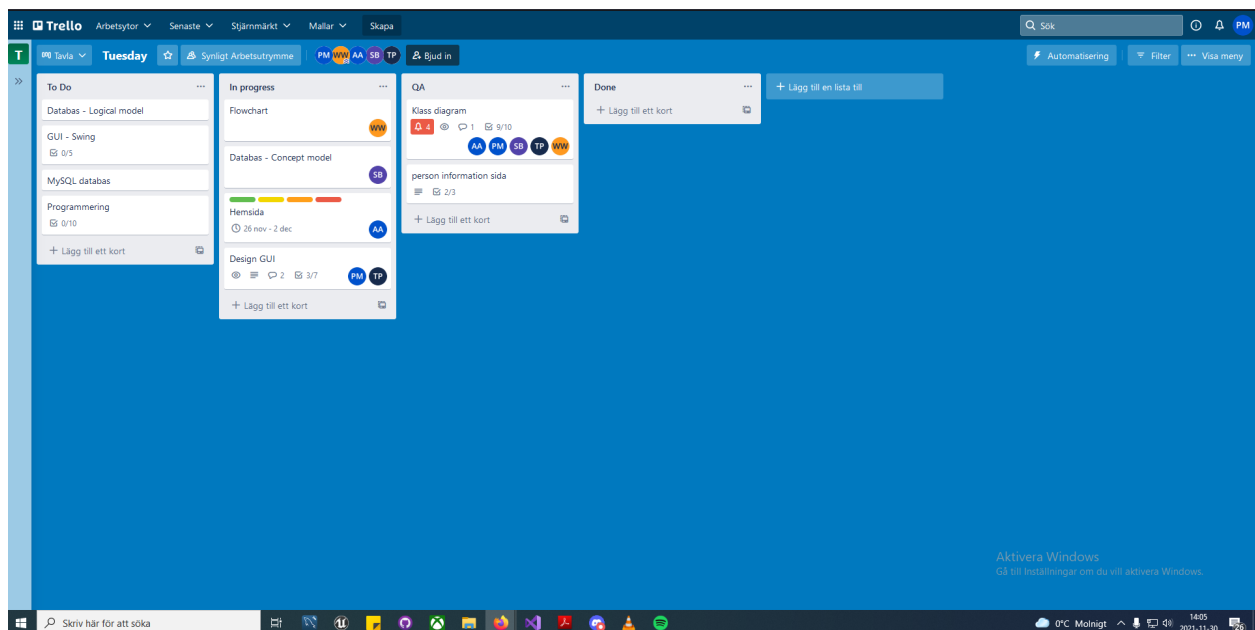 Trello Arbetsytor Senaste Stjärnmärkt Mallar Skapa Sök PM
T Tavla Tuesday Synligt Arbetsutrymme PM WW AA SB TP Bjud in Automatisering Filter Visa meny
To Do
Databas - Logical model
GUI - Swing
0/5
MySQL databas
Programmering
0/10
+ Lägg till ett kort
In progress
Flowchart
WW
Databas - Concept model
SB
Hemsida
26 nov - 2 dec AA
Design GUI
2 3/7 PM TP
+ Lägg till ett kort
QA
Klass diagram
4 1 9/10
AA PM SB TP WW
person information sida
2/3
+ Lägg till ett kort
Done
+ Lägg till ett kort
+ Lägg till en lista till
Aktivera Windows
Gå till Inställningar om du vill aktivera Windows.
Skriv här för att söka
0°C Molnigt
14:05
2021-11-30
26